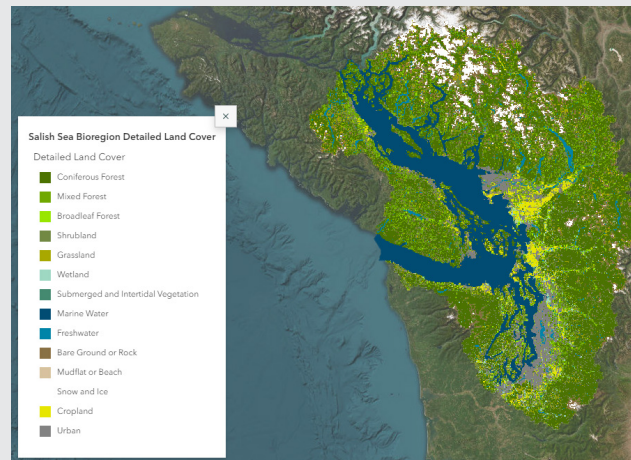 ×
Salish Sea Bioregion Detailed Land Cover
Detailed Land Cover
Coniferous Forest
Mixed Forest
Broadleaf Forest
Shrubland
Grassland
Wetland
Submerged and Intertidal Vegetation
Marine Water
Freshwater
Bare Ground or Rock
Mudflat or Beach
Snow and Ice
Cropland
Urban